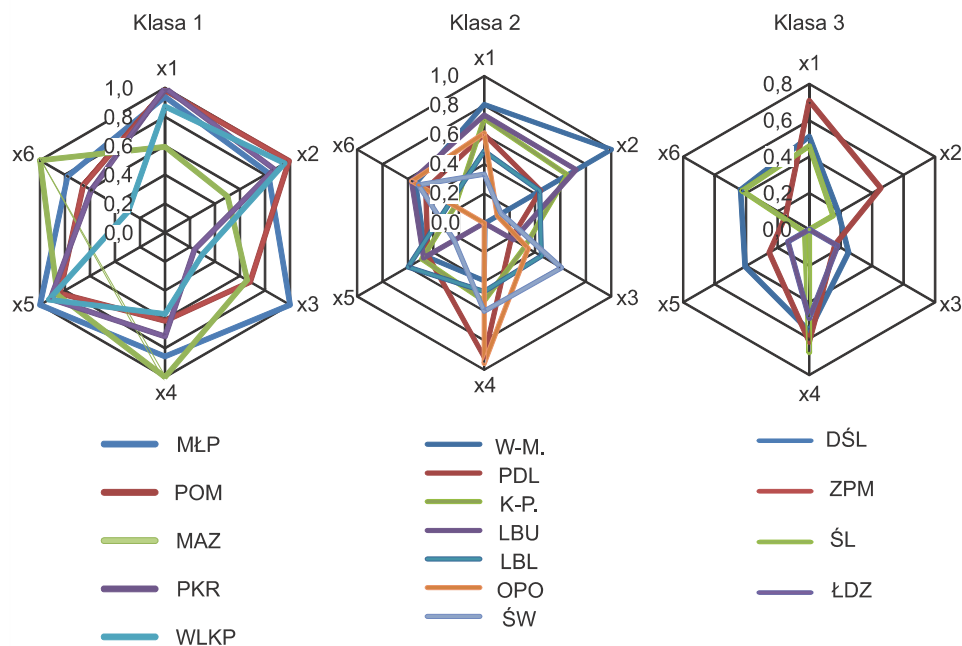 Klasa 1
x1
1,0
0,8
0,6
0,4
0,2
0,0
x2
x3
x4
x5
x6
MŁP
POM
MAZ
PKR
WLKP
Klasa 2
x1
1,0
0,8
0,6
0,4
0,2
0,0
x2
x3
x4
x5
x6
W-M.
PDL
K-P.
LBU
LBL
OPO
ŚW
Klasa 3
x1
0,8
0,6
0,4
0,2
0
x2
x3
x4
x5
x6
DŚL
ZPM
ŚL
ŁDZ